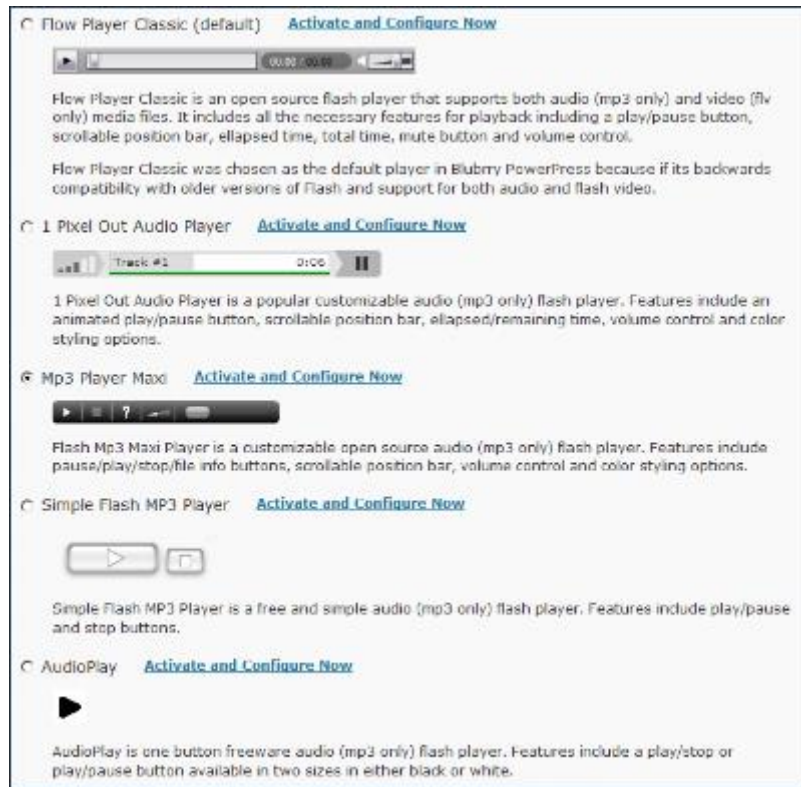 Flow Player Classic (default) Activate and Configure Now
00:00 / 00:00
Flow Player Classic is an open source flash player that supports both audio (mp3 only) and video (flv
only) media files. It includes all the necessary features for playback including a play/pause button,
scrollable position bar, ellapsed time, total time, mute button and volume control.
Flow Player Classic was chosen as the default player in Blubrry PowerPress because if its backwards
compatibility with older versions of Flash and support for both audio and flash video.
1 Pixel Out Audio Player Activate and Configure Now
Track #1 0:06
1 Pixel Out Audio Player is a popular customizable audio (mp3 only) flash player. Features include an
animated play/pause button, scrollable position bar, ellapsed/remaining time, volume control and color
styling options.
Mp3 Player Maxi Activate and Configure Now
?
Flash Mp3 Maxi Player is a customizable open source audio (mp3 only) flash player. Features include
pause/play/stop/file info buttons, scrollable position bar, volume control and color styling options.
Simple Flash MP3 Player Activate and Configure Now
Simple Flash MP3 Player is a free and simple audio (mp3 only) flash player. Features include play/pause
and stop buttons.
AudioPlay Activate and Configure Now
AudioPlay is one button freeware audio (mp3 only) flash player. Features include a play/stop or
play/pause button available in two sizes in either black or white.